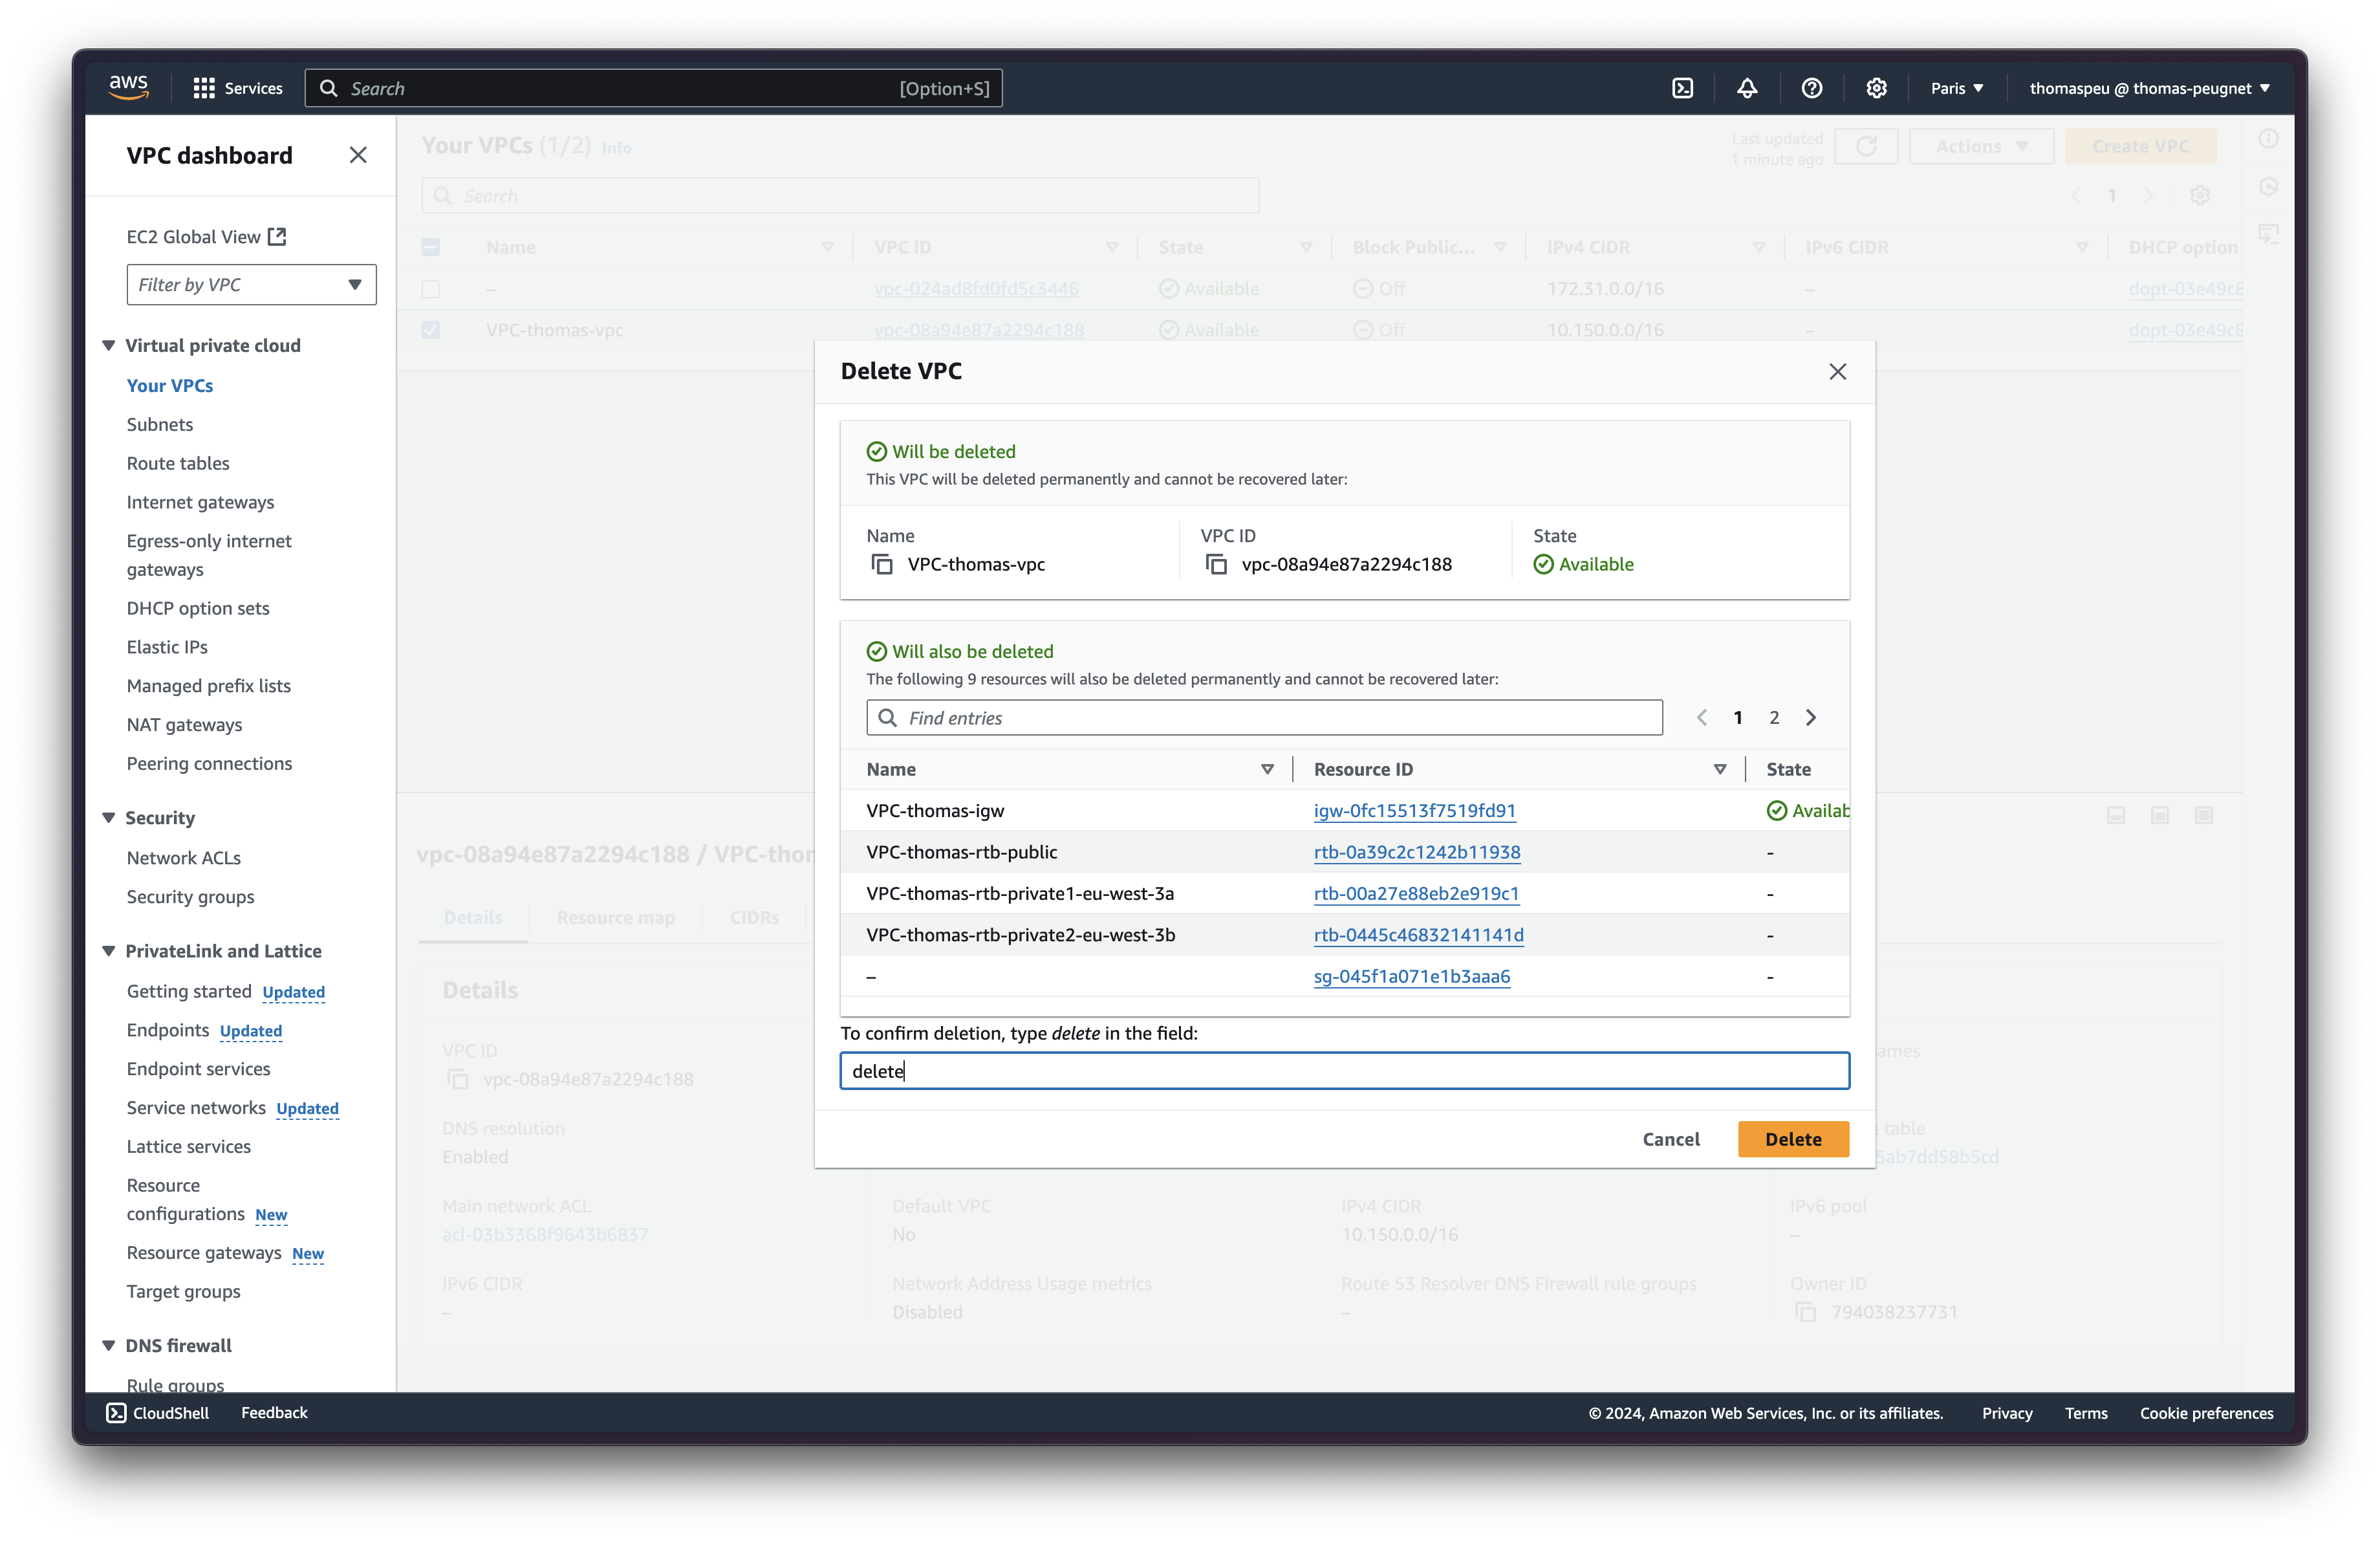 aws
Services
Search
[Option+S]
Paris
thomaspeu @ thomas-peugnet
VPC dashboard
EC2 Global View
Filter by VPC
Virtual private cloud
Your VPCs
Subnets
Route tables
Internet gateways
Egress-only internet
gateways
DHCP option sets
Elastic IPs
Managed prefix lists
NAT gateways
Peering connections
Security
Network ACLs
Security groups
PrivateLink and Lattice
Getting started Updated
Endpoints Updated
Endpoint services
Service networks Updated
Lattice services
Resource
configurations New
Resource gateways New
Target groups
DNS firewall
Rule groups
Your VPCs (1/2) Info
Last updated
1 minute ago
Actions
Create VPC
Search
1
Name VPC ID State Block Public... IPv4 CIDR IPv6 CIDR DHCP option
– vpc-024ad8fd0fd5c3446 Available Off 172.31.0.0/16 – dopt-03e49c8
VPC-thomas-vpc vpc-08a94e87a2294c188 Available Off 10.150.0.0/16 – dopt-03e49c8
Delete VPC
Will be deleted
This VPC will be deleted permanently and cannot be recovered later:
Name VPC ID State
VPC-thomas-vpc vpc-08a94e87a2294c188 Available
Will also be deleted
The following 9 resources will also be deleted permanently and cannot be recovered later:
Find entries
1 2
Name Resource ID State
VPC-thomas-igw igw-0fc15513f7519fd91 Availab
VPC-thomas-rtb-public rtb-0a39c2c1242b11938 -
VPC-thomas-rtb-private1-eu-west-3a rtb-00a27e88eb2e919c1 -
VPC-thomas-rtb-private2-eu-west-3b rtb-0445c46832141141d -
– sg-045f1a071e1b3aaa6 -
To confirm deletion, type delete in the field:
delete
Cancel Delete
vpc-08a94e87a2294c188 / VPC-thom
Details Resource map CIDRs
Details
VPC ID
vpc-08a94e87a2294c188
ames
DNS resolution
Enabled
table
5ab7dd58b5cd
Main network ACL
acl-03b3368f9643b6837
Default VPC
No
IPv4 CIDR
10.150.0.0/16
IPv6 pool
–
IPv6 CIDR
–
Network Address Usage metrics
Disabled
Route 53 Resolver DNS Firewall rule groups
–
Owner ID
794038237731
CloudShell Feedback
© 2024, Amazon Web Services, Inc. or its affiliates. Privacy Terms Cookie preferences